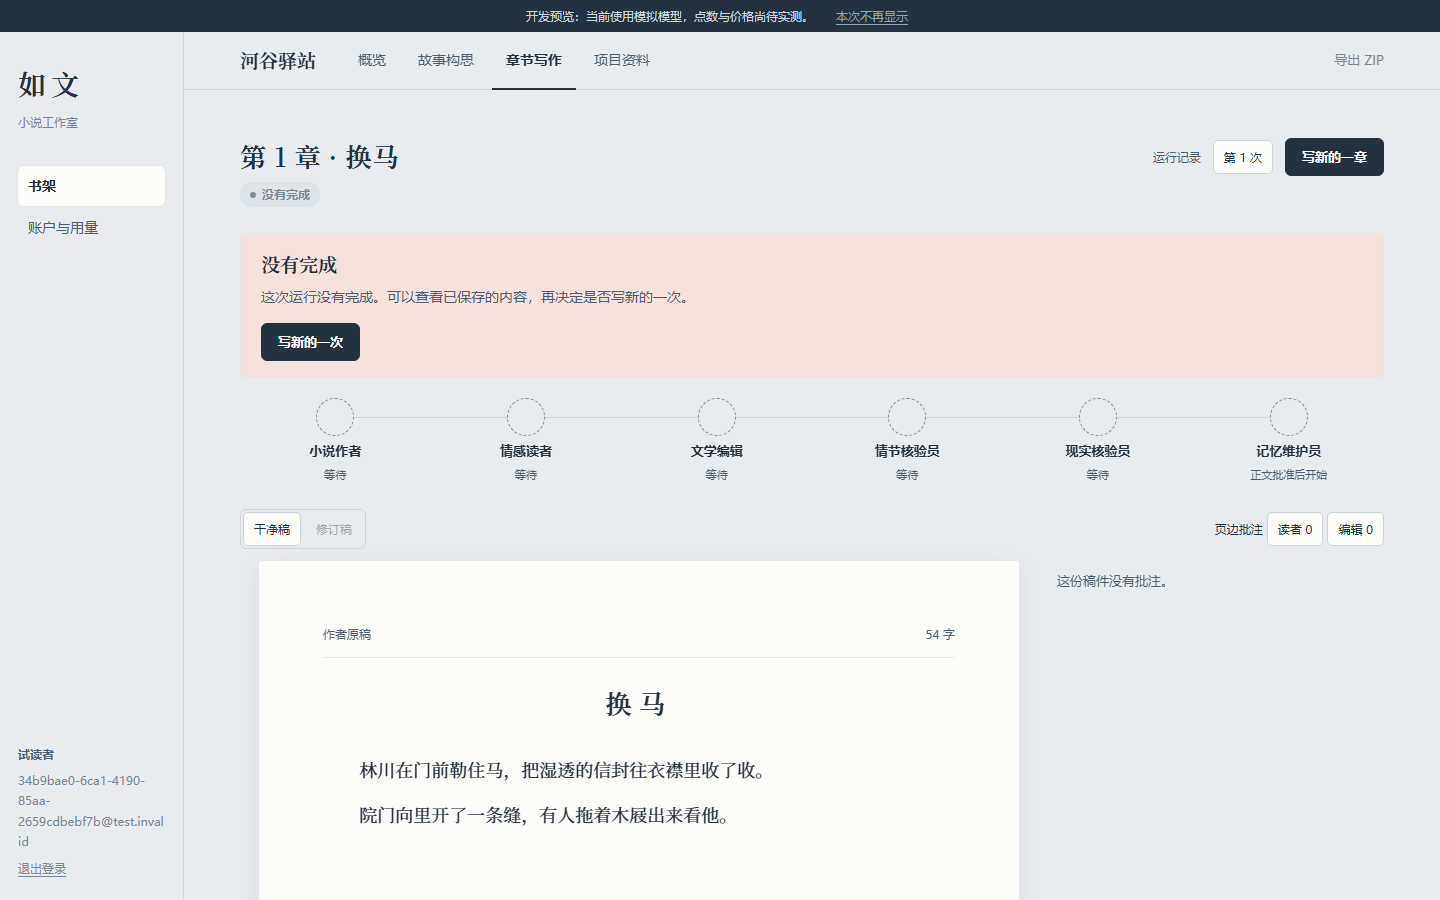 开发预览：当前使用模拟模型，点数与价格尚待实测。 本次不再显示
如文
小说工作室
书架
账户与用量
试读者
34b9bae0-6ca1-4190-
85aa-
2659cdbebf7b@test.inval
id
退出登录
河谷驿站 概览 故事构思 章节写作 项目资料 导出 ZIP
第 1 章 · 换马
没有完成
运行记录 第 1 次 写新的一章
没有完成
这次运行没有完成。可以查看已保存的内容，再决定是否写新的一次。
写新的一次
小说作者 情感读者 文学编辑 情节核验员 现实核验员 记忆维护员
等待 等待 等待 等待 等待 正文批准后开始
干净稿 修订稿 页边批注 读者 0 编辑 0
这份稿件没有批注。
作者原稿 54 字
换马
林川在门前勒住马，把湿透的信封往衣襟里收了收。
院门向里开了一条缝，有人拖着木屐出来看他。